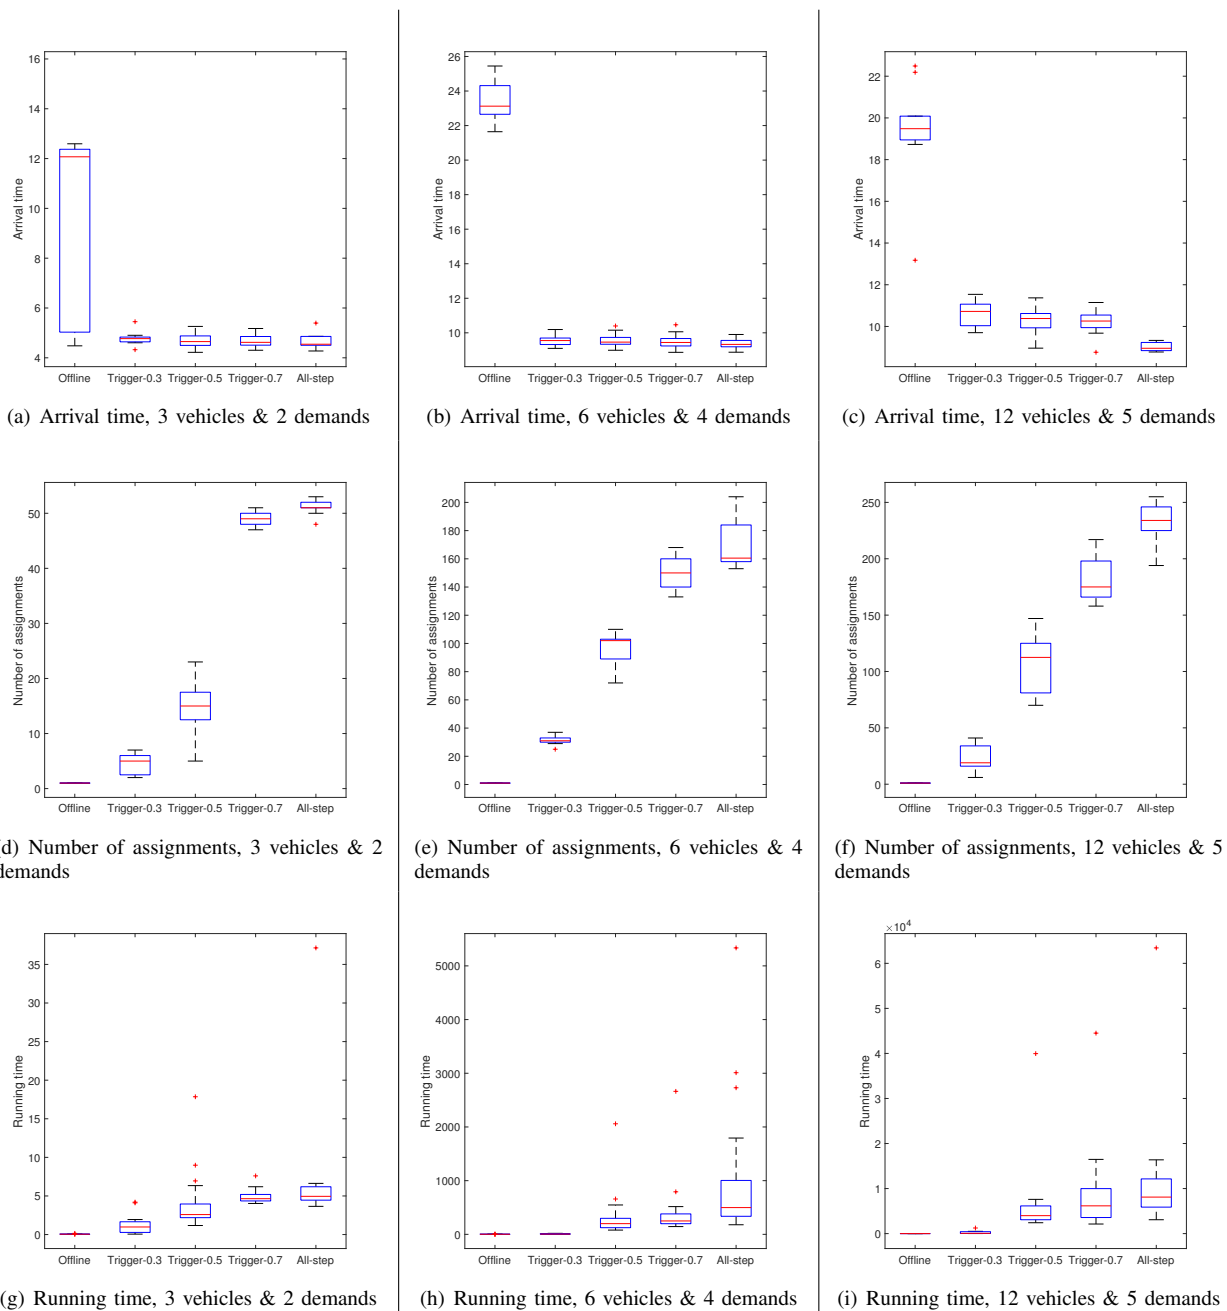 16
14
12
10
8
6
4
Arrival time
Offline Trigger-0.3 Trigger-0.5 Trigger-0.7 All-step
(a) Arrival time, 3 vehicles & 2 demands
26
24
22
20
18
16
14
12
10
Arrival time
Offline Trigger-0.3 Trigger-0.5 Trigger-0.7 All-step
(b) Arrival time, 6 vehicles & 4 demands
22
20
18
16
14
12
10
Arrival time
Offline Trigger-0.3 Trigger-0.5 Trigger-0.7 All-step
(c) Arrival time, 12 vehicles & 5 demands
50
40
30
20
10
0
Number of assignments
Offline Trigger-0.3 Trigger-0.5 Trigger-0.7 All-step
(d) Number of assignments, 3 vehicles & 2
demands
200
180
160
140
120
100
80
60
40
20
0
Number of assignments
Offline Trigger-0.3 Trigger-0.5 Trigger-0.7 All-step
(e) Number of assignments, 6 vehicles & 4
demands
250
200
150
100
50
0
Number of assignments
Offline Trigger-0.3 Trigger-0.5 Trigger-0.7 All-step
(f) Number of assignments, 12 vehicles & 5
demands
35
30
25
20
15
10
5
0
Running time
Offline Trigger-0.3 Trigger-0.5 Trigger-0.7 All-step
(g) Running time, 3 vehicles & 2 demands
5000
4000
3000
2000
1000
0
Running time
Offline Trigger-0.3 Trigger-0.5 Trigger-0.7 All-step
(h) Running time, 6 vehicles & 4 demands
×10⁴
6
5
4
3
2
1
0
Running time
Offline Trigger-0.3 Trigger-0.5 Trigger-0.7 All-step
(i) Running time, 12 vehicles & 5 demands